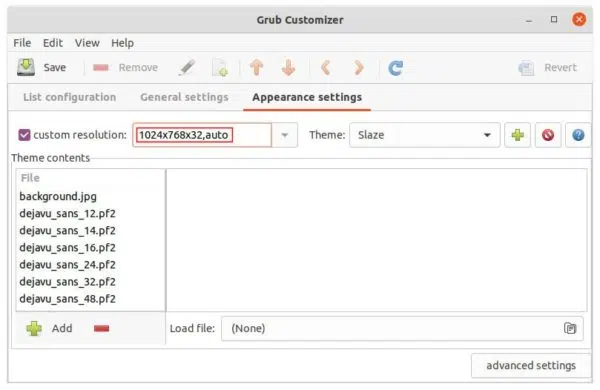 Grub Customizer
File Edit View Help
Save Remove Revert
List configuration General settings Appearance settings
custom resolution: 1024x768x32,auto Theme: Slaze
Theme contents
File
background.jpg
dejavu_sans_12.pf2
dejavu_sans_14.pf2
dejavu_sans_16.pf2
dejavu_sans_24.pf2
dejavu_sans_32.pf2
dejavu_sans_48.pf2
Add Load file: (None)
advanced settings